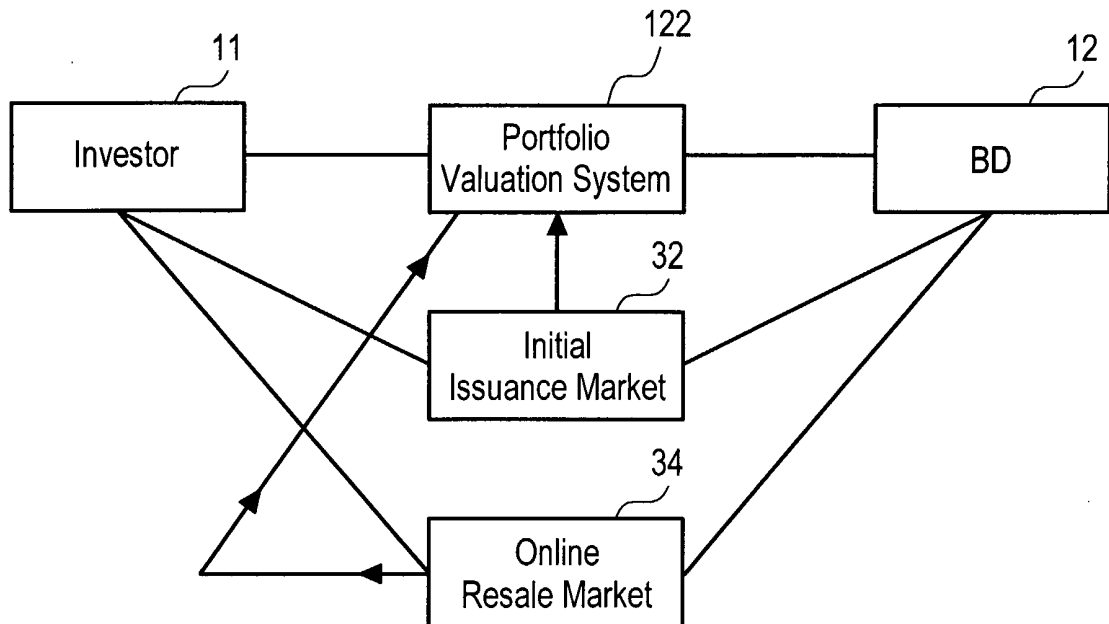 11
122
12
Investor
Portfolio
Valuation System
BD
32
Initial
Issuance Market
34
Online
Resale Market